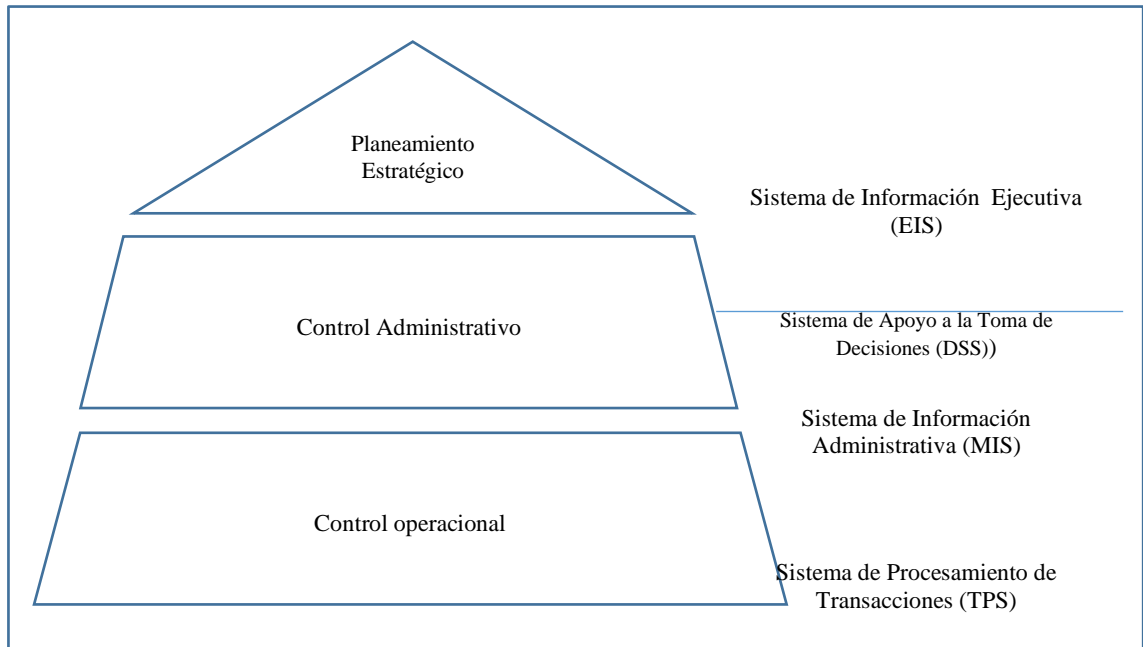 Planeamiento
Estratégico
Sistema de Información Ejecutiva
(EIS)
Control Administrativo
Sistema de Apoyo a la Toma de
Decisiones (DSS))
Sistema de Información
Administrativa (MIS)
Control operacional
Sistema de Procesamiento de
Transacciones (TPS)